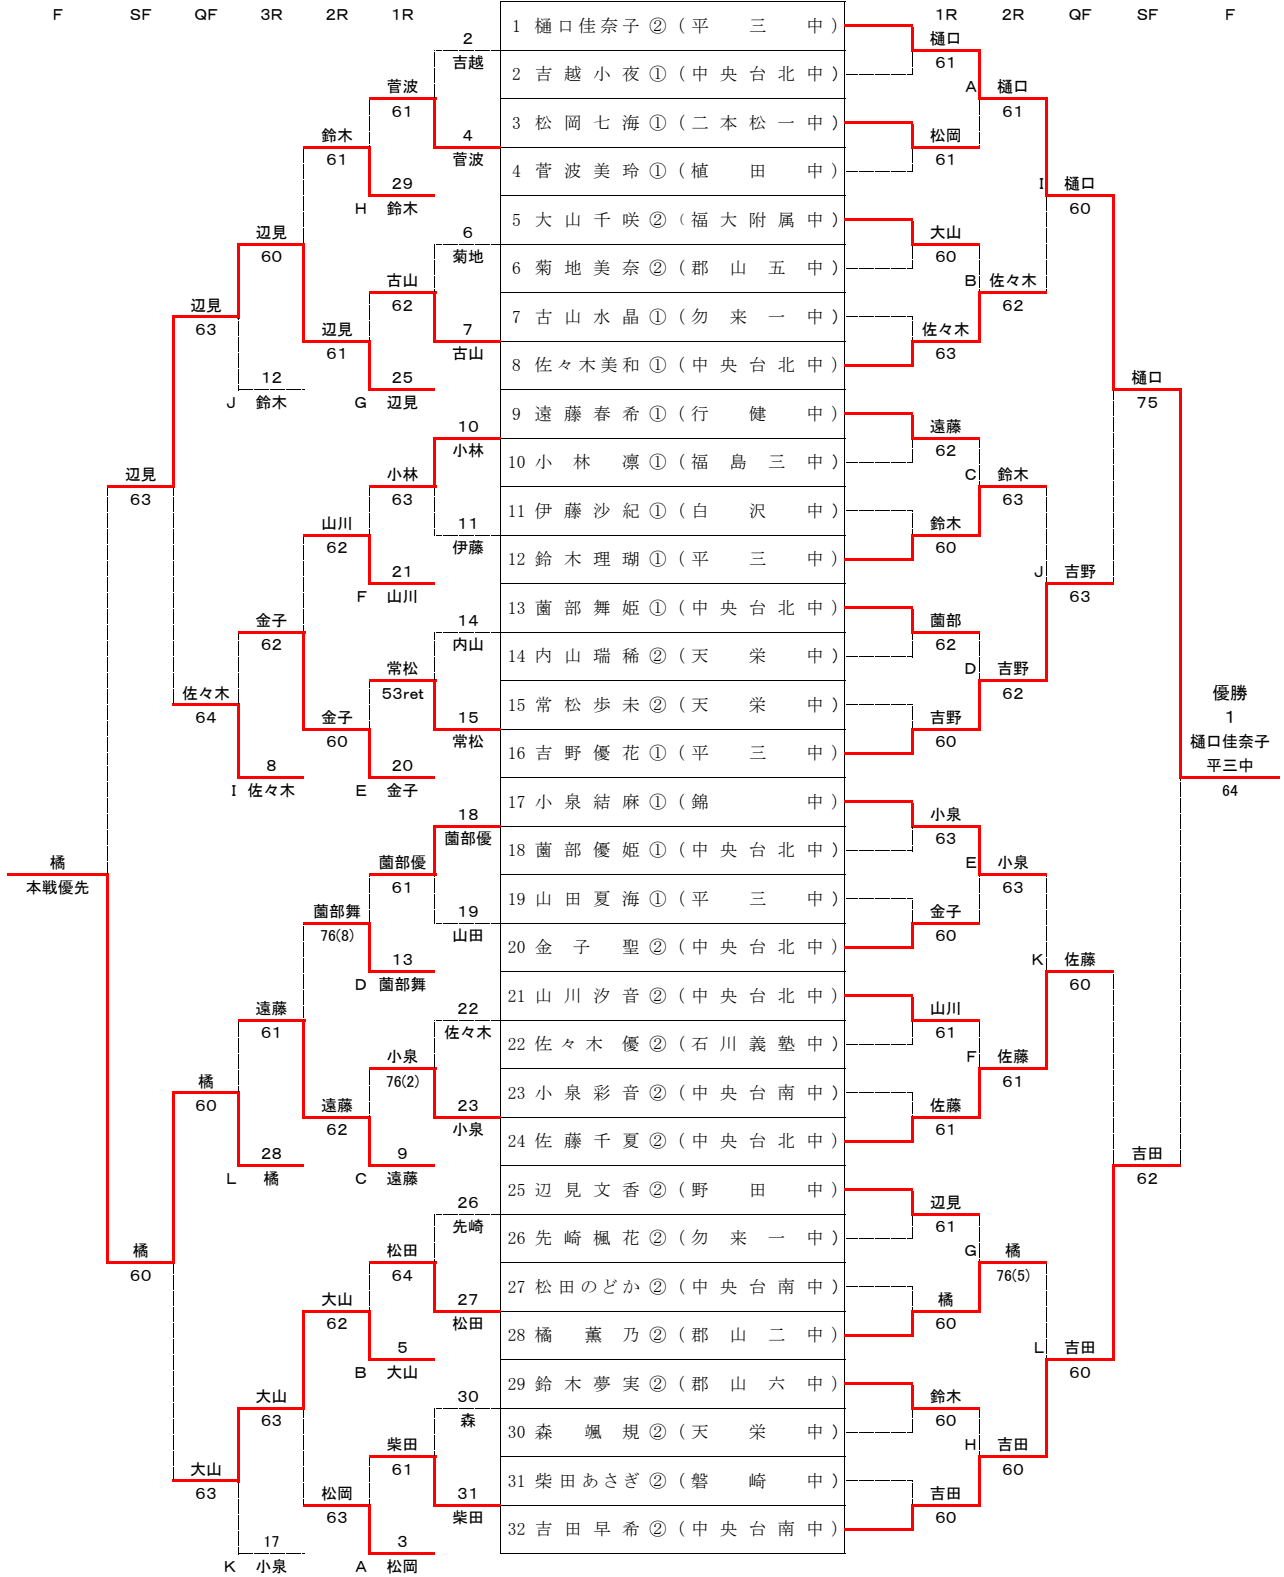 F SF QF 3R 2R 1R
1R 2R QF SF F
1 樋口佳奈子 ② (平三中)
2 吉越小夜 ① (中央台北中)
3 松岡七海 ① (二本松一中)
4 菅波美玲 ① (植田中)
5 大山千咲 ② (福大附属中)
6 菊地美奈 ② (郡山五中)
7 古山水晶 ① (勿来一中)
8 佐々木美和 ① (中央台北中)
9 遠藤春希 ① (行健中)
10 小林凛 ① (福島三中)
11 伊藤沙紀 ① (白沢中)
12 鈴木理瑚 ① (平三中)
13 薗部舞姫 ① (中央台北中)
14 内山瑞稀 ② (天栄中)
15 常松歩未 ② (天栄中)
16 吉野優花 ① (平三中)
17 小泉結麻 ① (錦中)
18 薗部優姫 ① (中央台北中)
19 山田夏海 ① (平三中)
20 金子聖 ② (中央台北中)
21 山川汐音 ② (中央台北中)
22 佐々木優 ② (石川義塾中)
23 小泉彩音 ② (中央台南中)
24 佐藤千夏 ② (中央台北中)
25 辺見文香 ② (野田中)
26 先崎楓花 ② (勿来一中)
27 松田のどか ② (中央台南中)
28 橘薫乃 ② (郡山二中)
29 鈴木夢実 ② (郡山六中)
30 森颯規 ② (天栄中)
31 柴田あさぎ ② (磐崎中)
32 吉田早希 ② (中央台南中)
2
吉越
4
菅波
6
菊地
7
古山
10
小林
11
伊藤
14
内山
15
常松
18
薗部優
19
山田
22
佐々木
23
小泉
26
先崎
27
松田
30
森
31
柴田
菅波
61
29
H 鈴木
古山
62
25
G 辺見
小林
63
21
F 山川
常松
53ret
20
E 金子
薗部優
61
13
D 薗部舞
小泉
76(2)
9
C 遠藤
松田
64
5
B 大山
柴田
61
3
A 松岡
鈴木
61
辺見
61
山川
62
金子
60
薗部舞
76(8)
遠藤
62
大山
62
松岡
63
辺見
60
12
J 鈴木
金子
62
8
I 佐々木
遠藤
61
28
L 橘
大山
63
17
K 小泉
辺見
63
佐々木
64
橘
60
大山
63
辺見
63
橘
60
橘
本戦優先
樋口
61
松岡
61
大山
60
佐々木
63
遠藤
62
鈴木
60
薗部
62
吉野
60
小泉
63
金子
60
山川
61
佐藤
61
辺見
61
橘
60
鈴木
60
吉田
60
A 樋口
61
B 佐々木
62
C 鈴木
63
D 吉野
62
E 小泉
63
F 佐藤
61
G 橘
76(5)
H 吉田
60
I 樋口
60
J 吉野
63
K 佐藤
60
L 吉田
60
樋口
75
吉田
62
優勝
1
樋口佳奈子
平三中
64